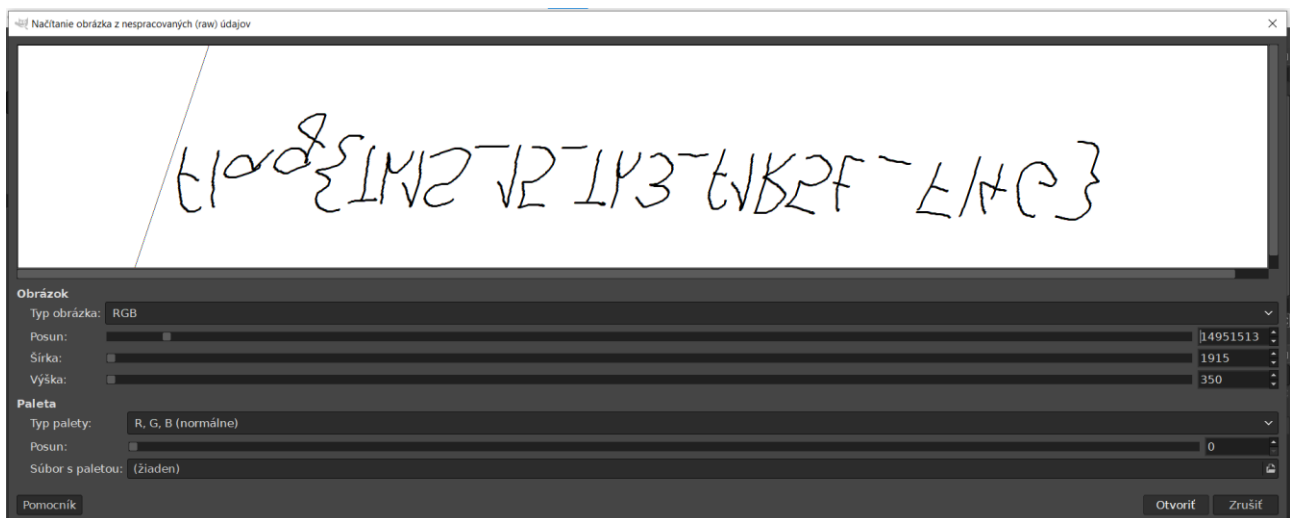 Načítanie obrázka z nespracovaných (raw) údajov
Obrázok
Typ obrázka: RGB
Posun: 14951513
Šírka: 1915
Výška: 350
Paleta
Typ palety: R, G, B (normálne)
Posun: 0
Súbor s paletou: (žiaden)
Pomocník Otvoriť Zrušiť